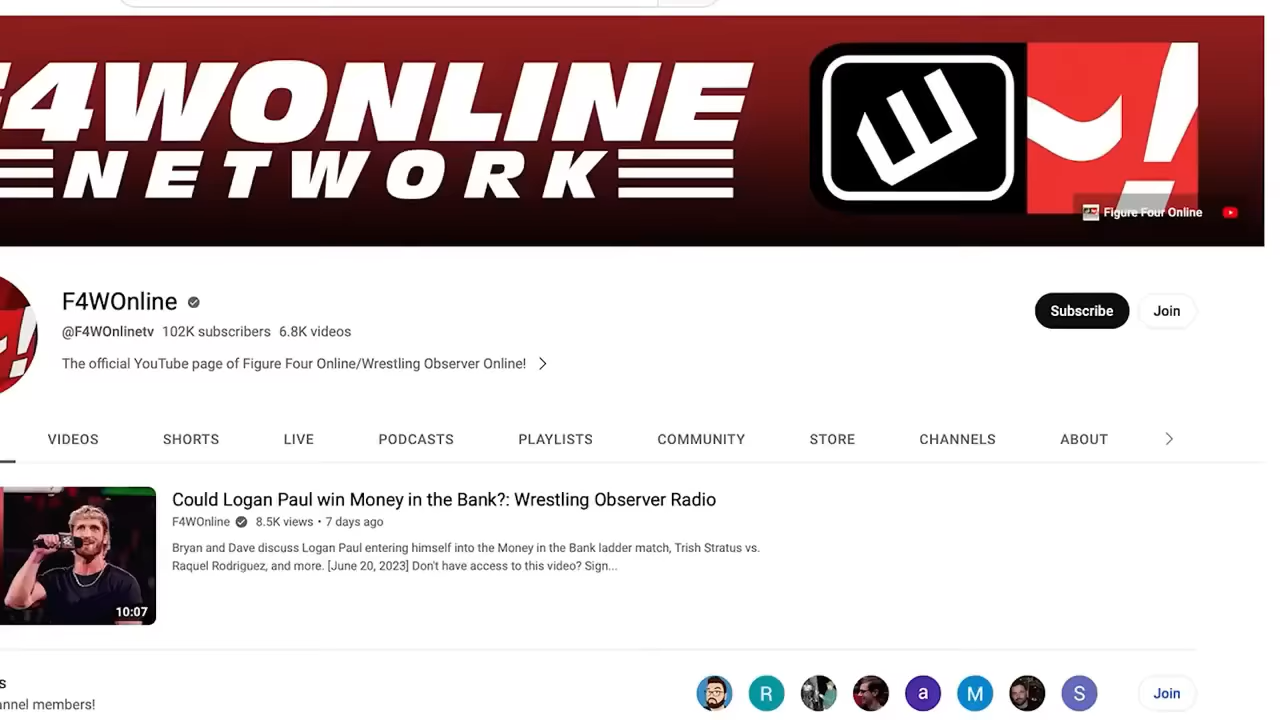 F4WONLINE
NETWORK
Figure Four Online
F4WOnline
@F4WOnlinetv 102K subscribers 6.8K videos
The official YouTube page of Figure Four Online/Wrestling Observer Online!
Subscribe
Join
VIDEOS SHORTS LIVE PODCASTS PLAYLISTS COMMUNITY STORE CHANNELS ABOUT
Could Logan Paul win Money in the Bank?: Wrestling Observer Radio
F4WOnline 8.5K views • 7 days ago
Bryan and Dave discuss Logan Paul entering himself into the Money in the Bank ladder match, Trish Stratus vs.
Raquel Rodriguez, and more. [June 20, 2023] Don't have access to this video? Sign...
10:07
s
annel members!
R
a
M
S
Join